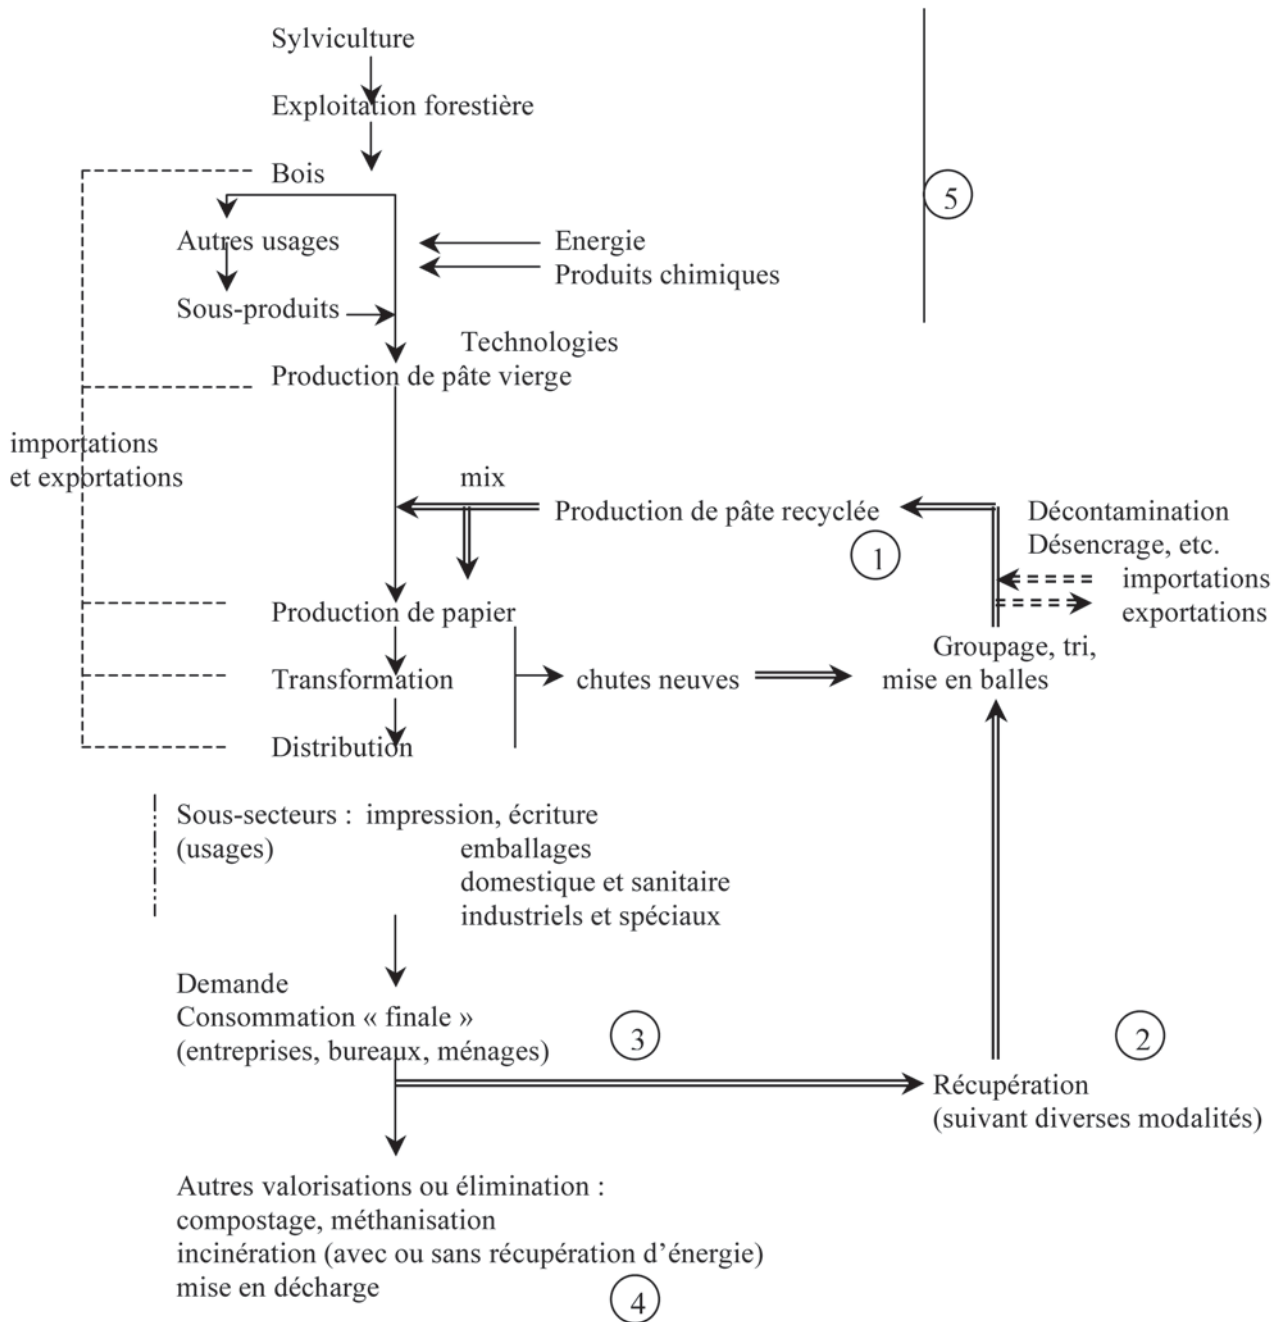 Sylviculture
Exploitation forestière
Bois
5
Autres usages
Energie
Produits chimiques
Sous-produits
Technologies
Production de pâte vierge
importations
et exportations
mix
Production de pâte recyclée
1
Décontamination
Désencrage, etc.
importations
exportations
Production de papier
Groupage, tri,
mise en balles
Transformation
chutes neuves
Distribution
Sous-secteurs : impression, écriture
(usages) emballages
domestique et sanitaire
industriels et spéciaux
Demande
Consommation « finale »
(entreprises, bureaux, ménages)
3
2
Récupération
(suivant diverses modalités)
Autres valorisations ou élimination :
compostage, méthanisation
incinération (avec ou sans récupération d’énergie)
mise en décharge
4